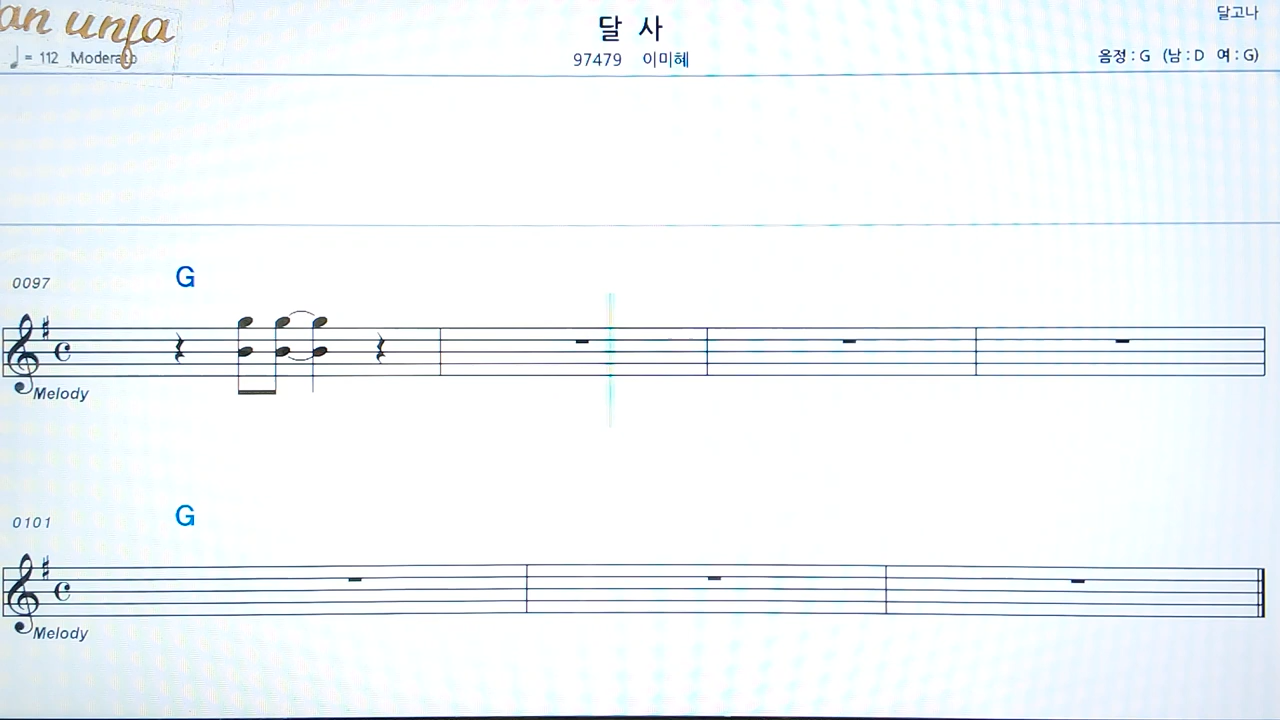 an unja
달 사
달고나
♩ = 112 Moderato
97479 이미혜
음정 : G (남 : D 여 : G)
0097
G
Melody
0101
G
Melody